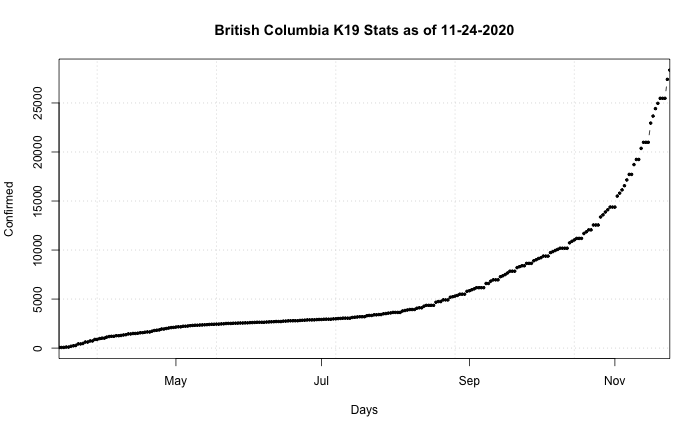 British Columbia K19 Stats as of 11-24-2020
Confirmed
25000
20000
15000
10000
5000
0
May Jul Sep Nov
Days